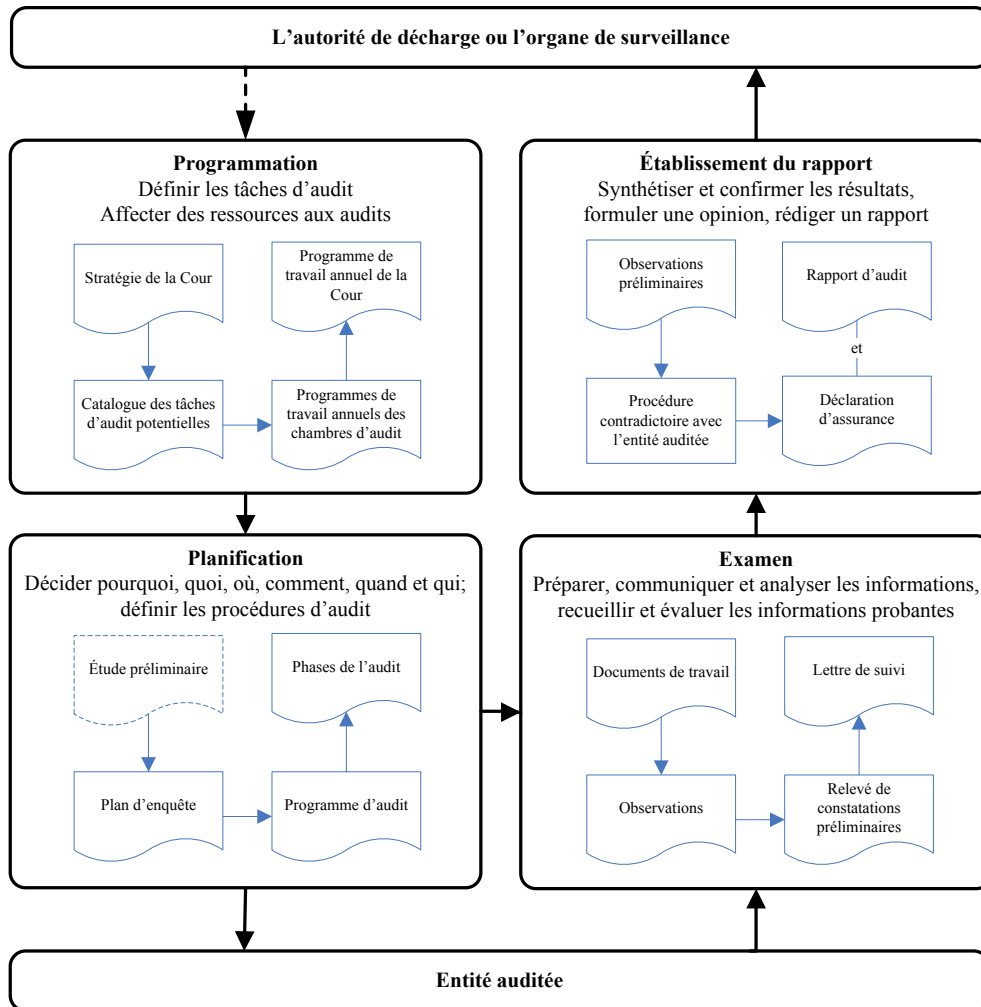 L'autorité de décharge ou l'organe de surveillance
Programmation
Définir les tâches d'audit
Affecter des ressources aux audits
Stratégie de la Cour
Programme de
travail annuel de la
Cour
Catalogue des tâches
d'audit potentielles
Programmes de
travail annuels des
chambres d'audit
Établissement du rapport
Synthétiser et confirmer les résultats,
formuler une opinion, rédiger un rapport
Observations
préliminaires
Rapport d'audit
et
Procédure
contradictoire avec
l'entité auditée
Déclaration
d'assurance
Planification
Décider pourquoi, quoi, où, comment, quand et qui;
définir les procédures d'audit
Étude préliminaire
Phases de l'audit
Plan d'enquête
Programme d'audit
Examen
Préparer, communiquer et analyser les informations,
recueillir et évaluer les informations probantes
Documents de travail
Lettre de suivi
Observations
Relevé de
constatations
préliminaires
Entité auditée